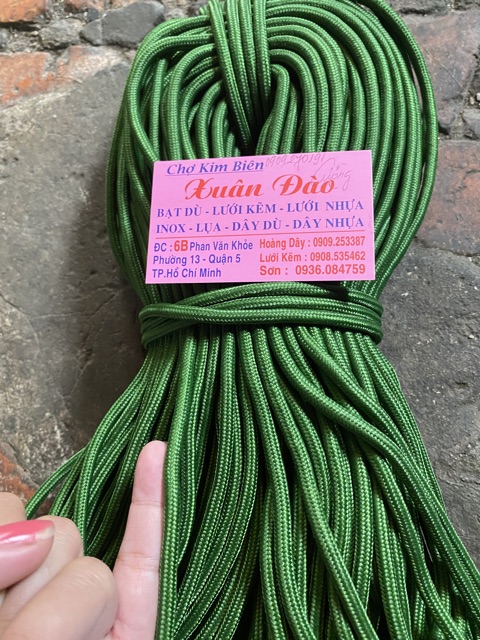 Chợ Kim Biên
Xuân Đào
BẠT DÙ - LƯỚI KẼM - LƯỚI NHỰA
INOX - LỤA - DÂY DÙ - DÂY NHỰA
ĐC : 6B Phan Văn Khỏe
Phường 13 - Quận 5
TP.Hồ Chí Minh
Hoàng Dây : 0909.253387
Lưới Kẽm : 0908.535462
Sơn : 0936.084759